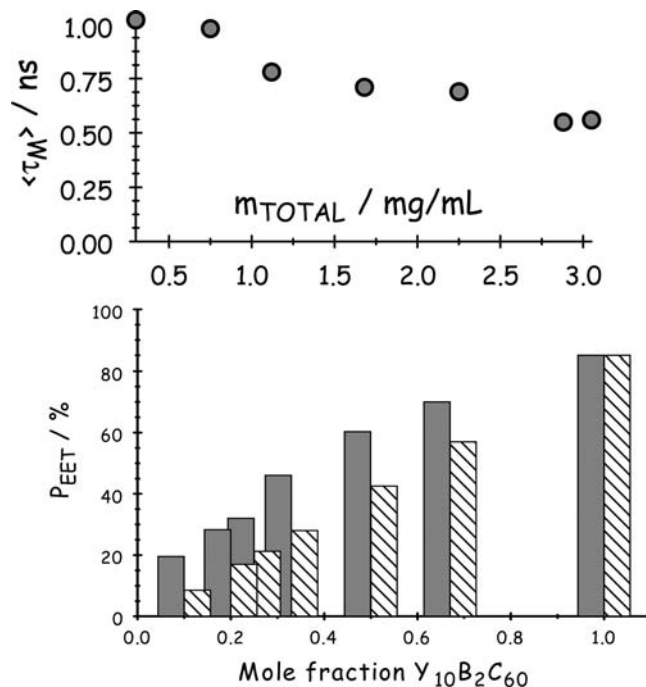 1.00
0.75
0.50
0.25
0.00
<τM> / ns
mTOTAL / mg/mL
0.5 1.0 1.5 2.0 2.5 3.0
100
80
60
40
20
0
PEET / %
0.0 0.2 0.4 0.6 0.8 1.0
Mole fraction Y10B2C60